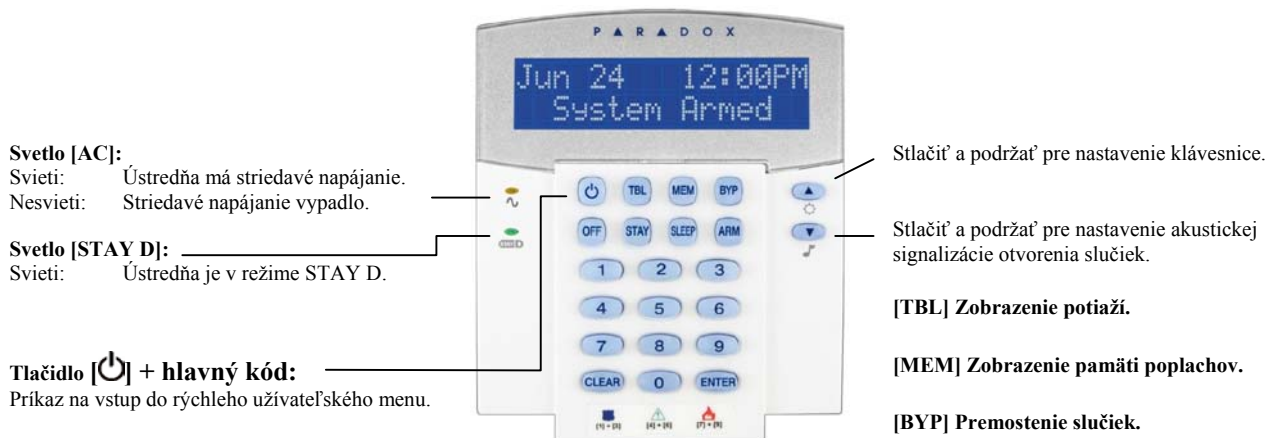 PARADOX
Jun 24 12:00PM
System Armed
Svetlo [AC]:
Svieti: Ústredňa má striedavé napájanie.
Nesvieti: Striedavé napájanie vypadlo.
Svetlo [STAY D]:
Svieti: Ústredňa je v režime STAY D.
Tlačidlo [⏻] + hlavný kód:
Príkaz na vstup do rýchleho užívateľského menu.
TBL MEM BYP
OFF STAY SLEEP ARM
1 2 3
4 5 6
7 8 9
CLEAR 0 ENTER
[1] + [3] [4] + [6] [7] + [9]
Stlačiť a podržať pre nastavenie klávesnice.
Stlačiť a podržať pre nastavenie akustickej
signalizácie otvorenia slučiek.
[TBL] Zobrazenie potiaží.
[MEM] Zobrazenie pamäti poplachov.
[BYP] Premostenie slučiek.